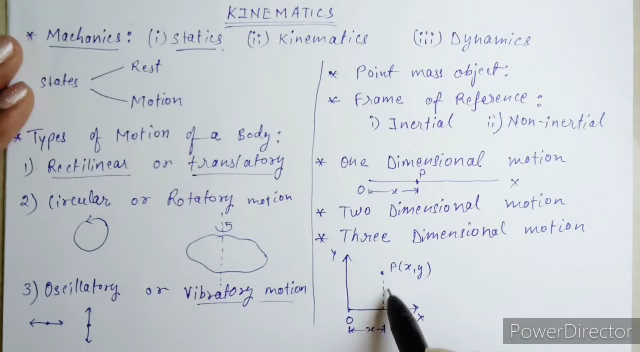 KINEMATICS
* Mechanics: (i) Statics (ii) Kinematics (iii) Dynamics
States
Rest
Motion
* Types of Motion of a Body:
1) Rectilinear or translatory
2) Circular or Rotatory motion
3) Oscillatory or Vibratory motion
* Point mass object:
* Frame of Reference:
i) Inertial ii) Non-inertial
* One Dimensional motion
P
O x X
* Two Dimensional motion
* Three Dimensional motion
Y
P(x,y)
O X
x
PowerDirector